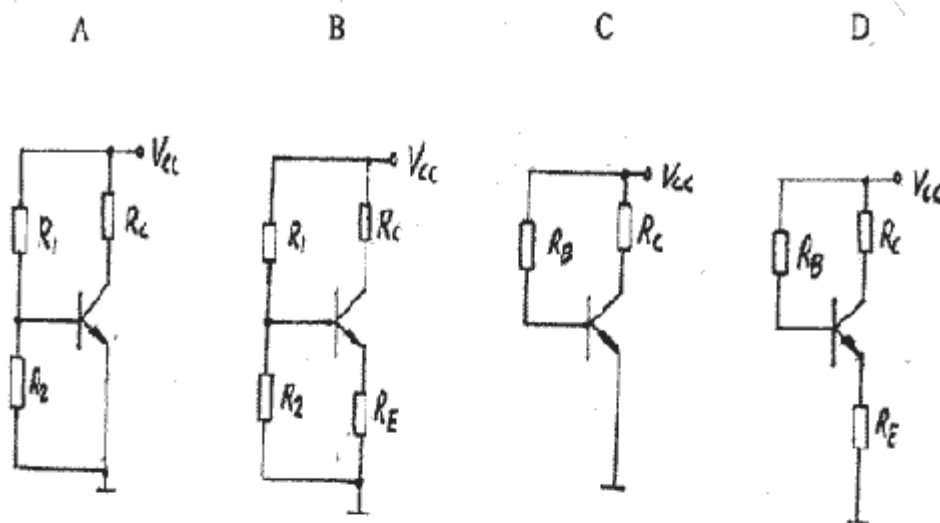 A B C D
Vcc Vcc Vcc Vcc
R1 Rc R1 Rc RB Rc RB Rc
R2 R2 RE RE